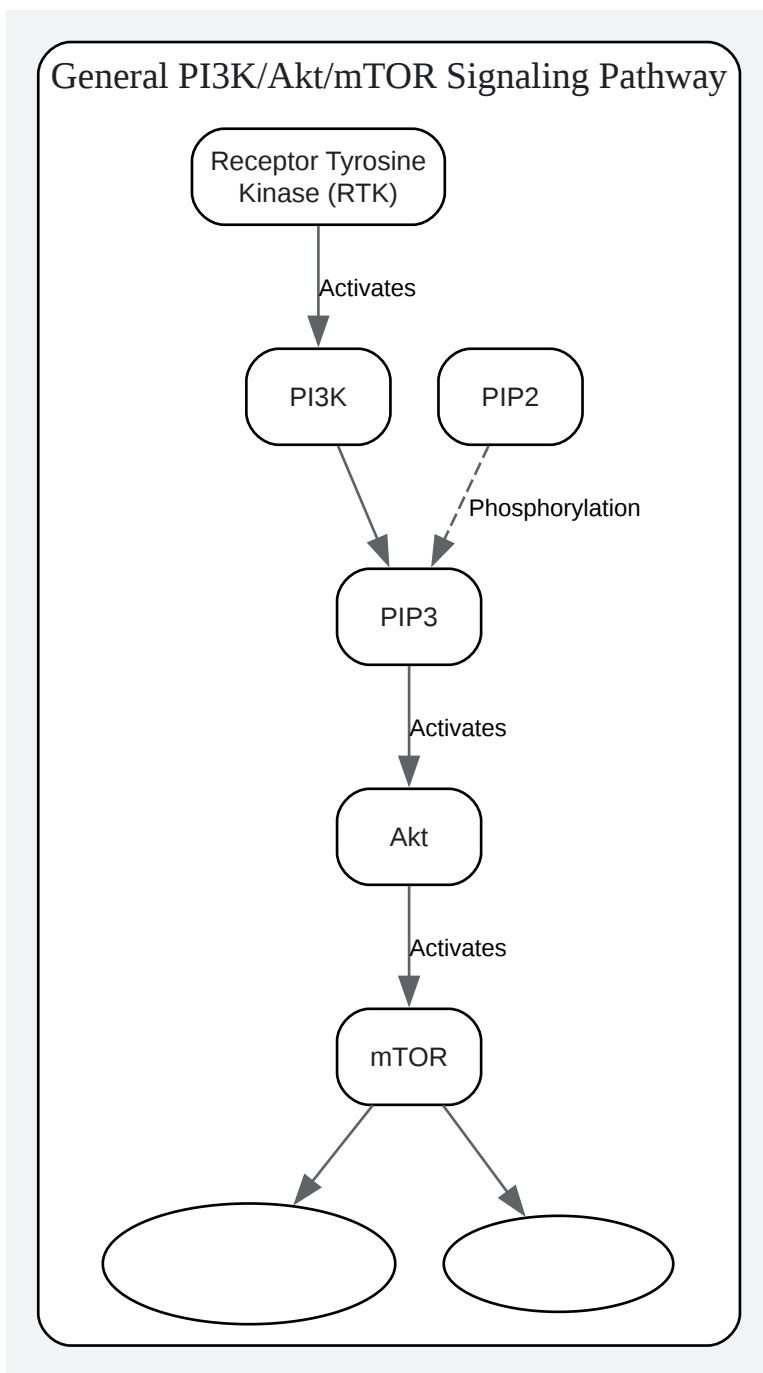 General PI3K/Akt/mTOR Signaling Pathway
Receptor Tyrosine
Kinase (RTK)
Activates
PI3K
PIP2
Phosphorylation
PIP3
Activates
Akt
Activates
mTOR